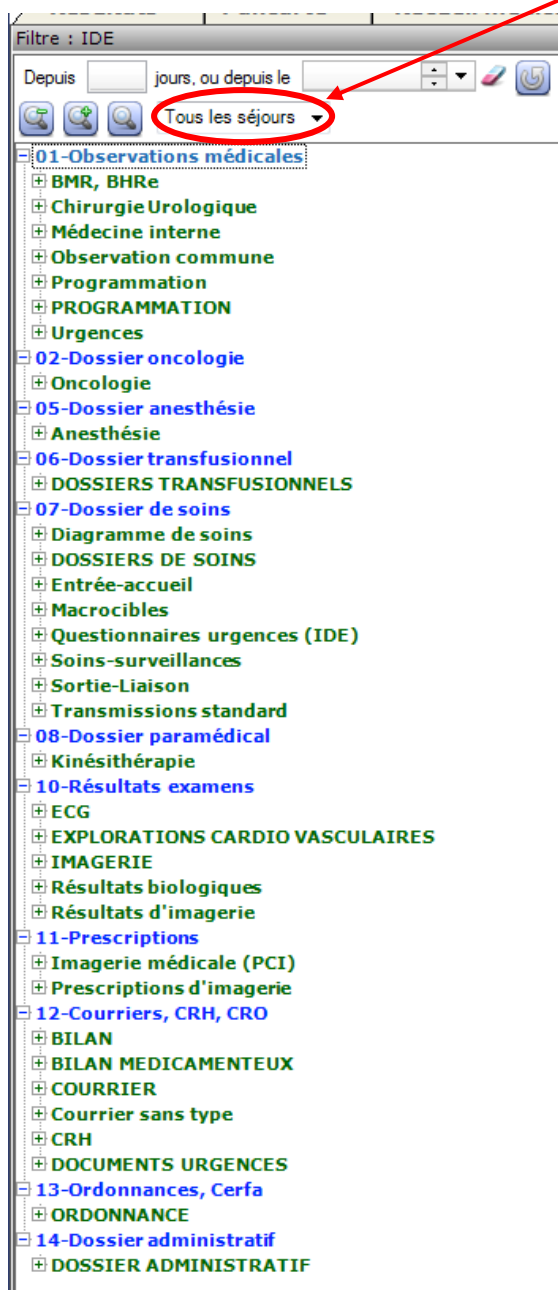 Filtre : IDE
Depuis jours, ou depuis le
Tous les séjours
01-Observations médicales
BMR, BHRe
Chirurgie Urologique
Médecine interne
Observation commune
Programmation
PROGRAMMATION
Urgences
02-Dossier oncologie
Oncologie
05-Dossier anesthésie
Anesthésie
06-Dossier transfusionnel
DOSSIERS TRANSFUSIONNELS
07-Dossier de soins
Diagramme de soins
DOSSIERS DE SOINS
Entrée-accueil
Macrocibles
Questionnaires urgences (IDE)
Soins-surveillances
Sortie-Liaison
Transmissions standard
08-Dossier paramédical
Kinésithérapie
10-Résultats examens
ECG
EXPLORATIONS CARDIO VASCULAIRES
IMAGERIE
Résultats biologiques
Résultats d'imagerie
11-Prescriptions
Imagerie médicale (PCI)
Prescriptions d'imagerie
12-Courriers, CRH, CRO
BILAN
BILAN MEDICAMENTEUX
COURRIER
Courrier sans type
CRH
DOCUMENTS URGENCES
13-Ordonnances, Cerfa
ORDONNANCE
14-Dossier administratif
DOSSIER ADMINISTRATIF